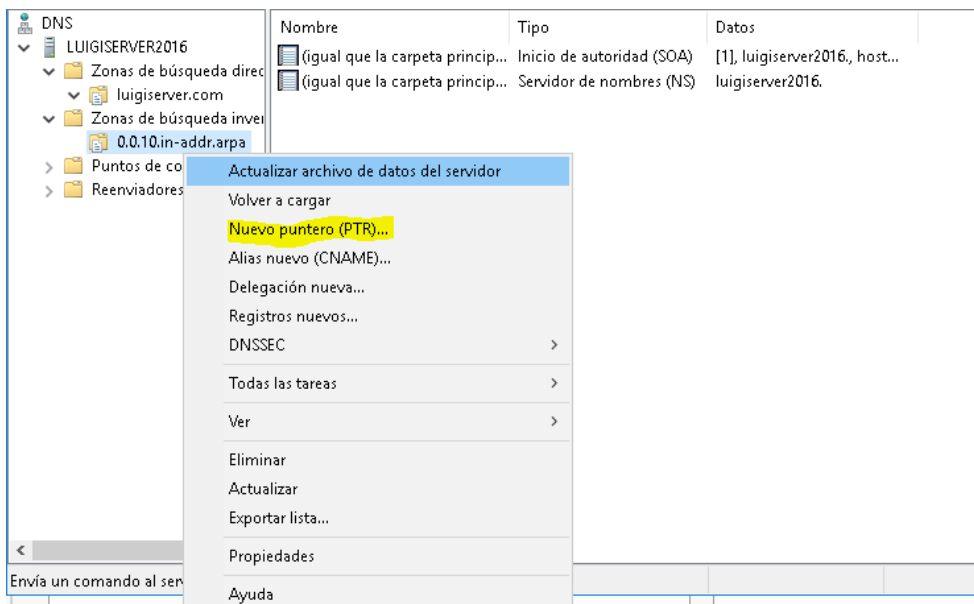 DNS
LUIGISERVER2016
Zonas de búsqueda direc
luigiserver.com
Zonas de búsqueda inver
0.0.10.in-addr.arpa
Puntos de co
Reenviadores
Nombre Tipo Datos
(igual que la carpeta princip... Inicio de autoridad (SOA) [1], luigiserver2016., host...
(igual que la carpeta princip... Servidor de nombres (NS) luigiserver2016.
Actualizar archivo de datos del servidor
Volver a cargar
Nuevo puntero (PTR)...
Alias nuevo (CNAME)...
Delegación nueva...
Registros nuevos...
DNSSEC
Todas las tareas
Ver
Eliminar
Actualizar
Exportar lista...
Propiedades
Ayuda
Envía un comando al ser